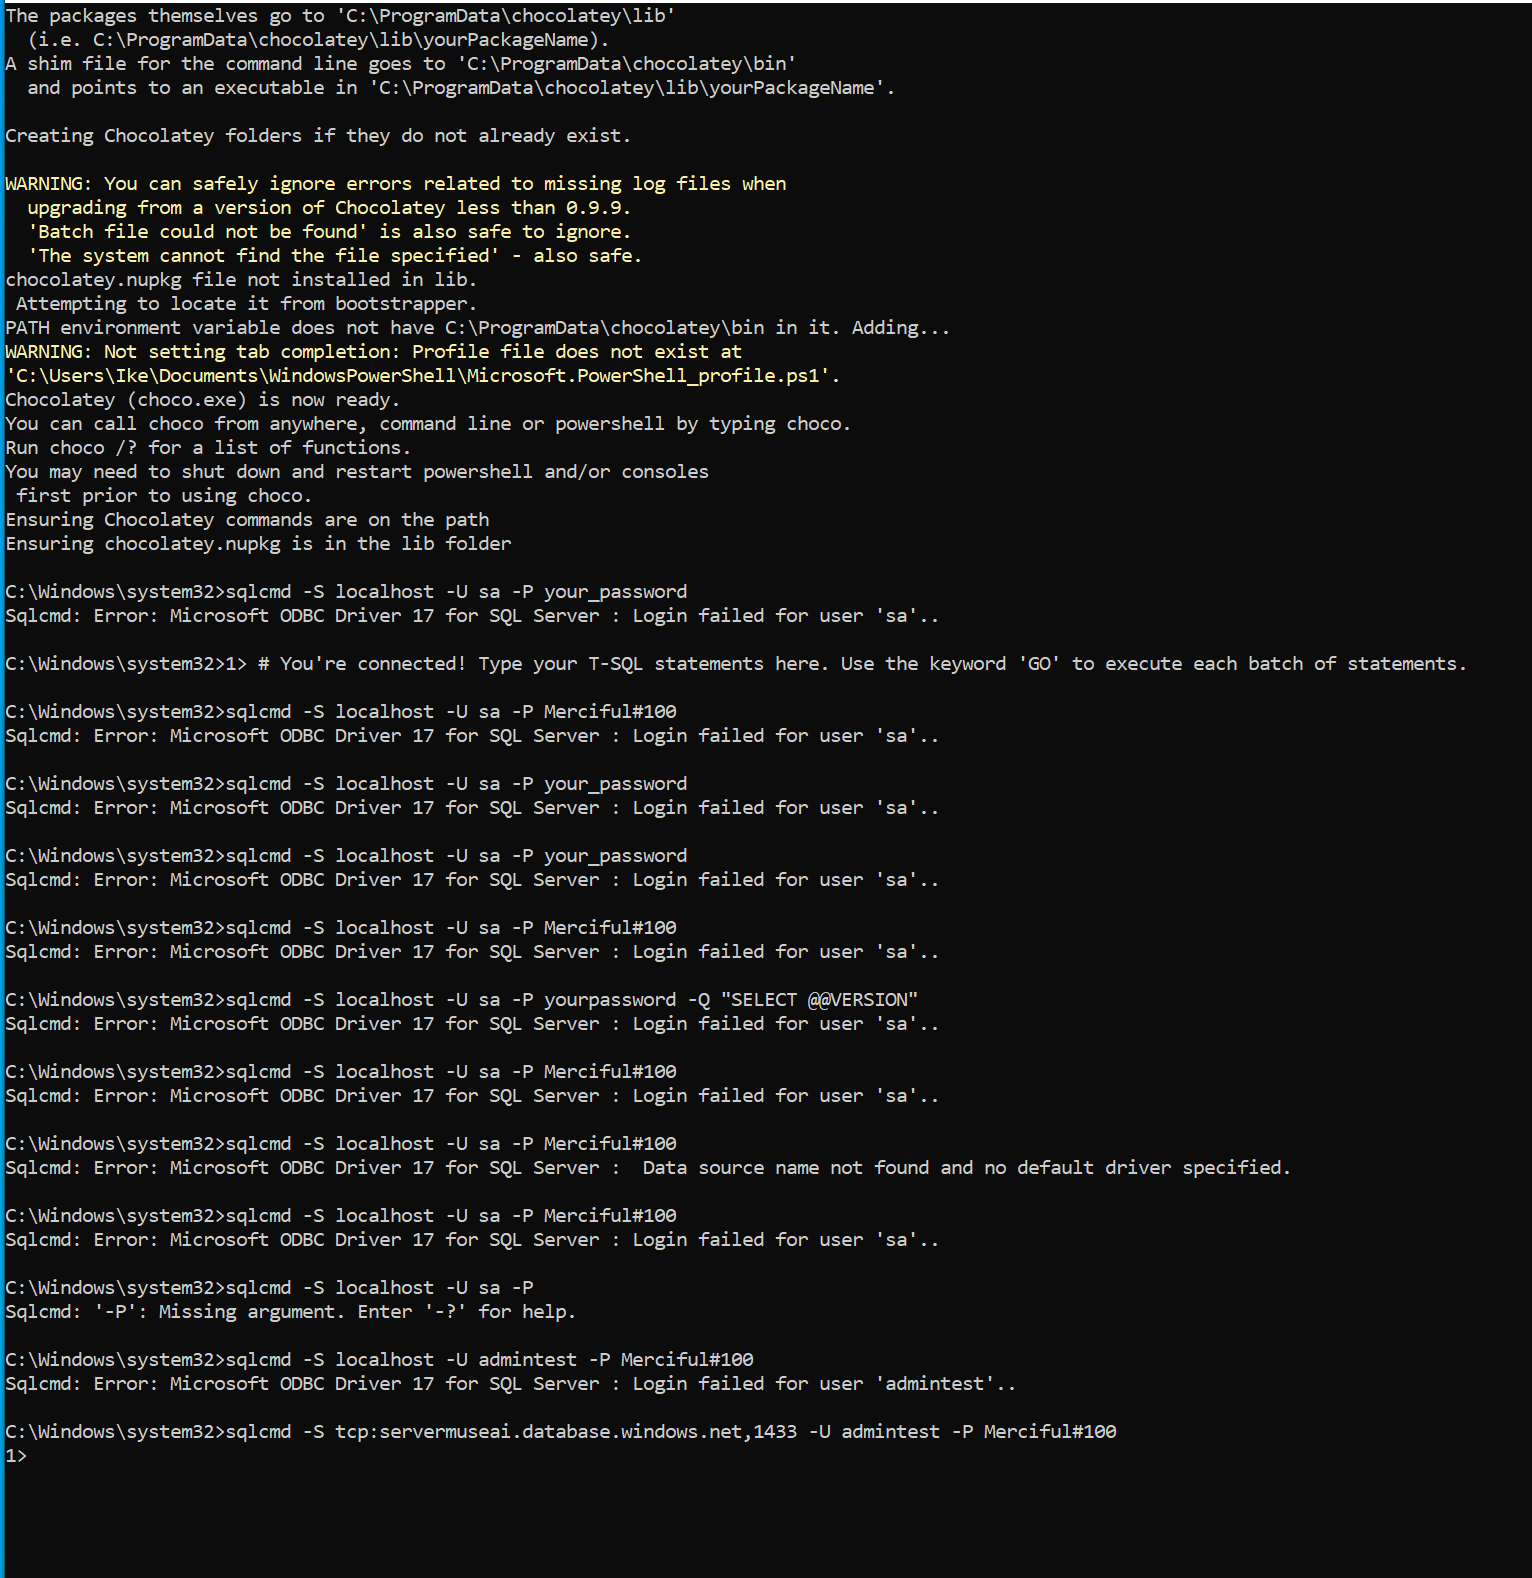 The packages themselves go to 'C:\ProgramData\chocolatey\lib'
  (i.e. C:\ProgramData\chocolatey\lib\yourPackageName).
A shim file for the command line goes to 'C:\ProgramData\chocolatey\bin'
  and points to an executable in 'C:\ProgramData\chocolatey\lib\yourPackageName'.

Creating Chocolatey folders if they do not already exist.

WARNING: You can safely ignore errors related to missing log files when
  upgrading from a version of Chocolatey less than 0.9.9.
  'Batch file could not be found' is also safe to ignore.
  'The system cannot find the file specified' - also safe.
chocolatey.nupkg file not installed in lib.
 Attempting to locate it from bootstrapper.
PATH environment variable does not have C:\ProgramData\chocolatey\bin in it. Adding...
WARNING: Not setting tab completion: Profile file does not exist at
'C:\Users\Ike\Documents\WindowsPowerShell\Microsoft.PowerShell_profile.ps1'.
Chocolatey (choco.exe) is now ready.
You can call choco from anywhere, command line or powershell by typing choco.
Run choco /? for a list of functions.
You may need to shut down and restart powershell and/or consoles
 first prior to using choco.
Ensuring Chocolatey commands are on the path
Ensuring chocolatey.nupkg is in the lib folder

C:\Windows\system32>sqlcmd -S localhost -U sa -P your_password
Sqlcmd: Error: Microsoft ODBC Driver 17 for SQL Server : Login failed for user 'sa'..

C:\Windows\system32>1> # You're connected! Type your T-SQL statements here. Use the keyword 'GO' to execute each batch of statements.

C:\Windows\system32>sqlcmd -S localhost -U sa -P Merciful#100
Sqlcmd: Error: Microsoft ODBC Driver 17 for SQL Server : Login failed for user 'sa'..

C:\Windows\system32>sqlcmd -S localhost -U sa -P your_password
Sqlcmd: Error: Microsoft ODBC Driver 17 for SQL Server : Login failed for user 'sa'..

C:\Windows\system32>sqlcmd -S localhost -U sa -P your_password
Sqlcmd: Error: Microsoft ODBC Driver 17 for SQL Server : Login failed for user 'sa'..

C:\Windows\system32>sqlcmd -S localhost -U sa -P Merciful#100
Sqlcmd: Error: Microsoft ODBC Driver 17 for SQL Server : Login failed for user 'sa'..

C:\Windows\system32>sqlcmd -S localhost -U sa -P yourpassword -Q "SELECT @@VERSION"
Sqlcmd: Error: Microsoft ODBC Driver 17 for SQL Server : Login failed for user 'sa'..

C:\Windows\system32>sqlcmd -S localhost -U sa -P Merciful#100
Sqlcmd: Error: Microsoft ODBC Driver 17 for SQL Server : Login failed for user 'sa'..

C:\Windows\system32>sqlcmd -S localhost -U sa -P Merciful#100
Sqlcmd: Error: Microsoft ODBC Driver 17 for SQL Server :  Data source name not found and no default driver specified.

C:\Windows\system32>sqlcmd -S localhost -U sa -P Merciful#100
Sqlcmd: Error: Microsoft ODBC Driver 17 for SQL Server : Login failed for user 'sa'..

C:\Windows\system32>sqlcmd -S localhost -U sa -P
Sqlcmd: '-P': Missing argument. Enter '-?' for help.

C:\Windows\system32>sqlcmd -S localhost -U admintest -P Merciful#100
Sqlcmd: Error: Microsoft ODBC Driver 17 for SQL Server : Login failed for user 'admintest'..

C:\Windows\system32>sqlcmd -S tcp:servermuseai.database.windows.net,1433 -U admintest -P Merciful#100
1>